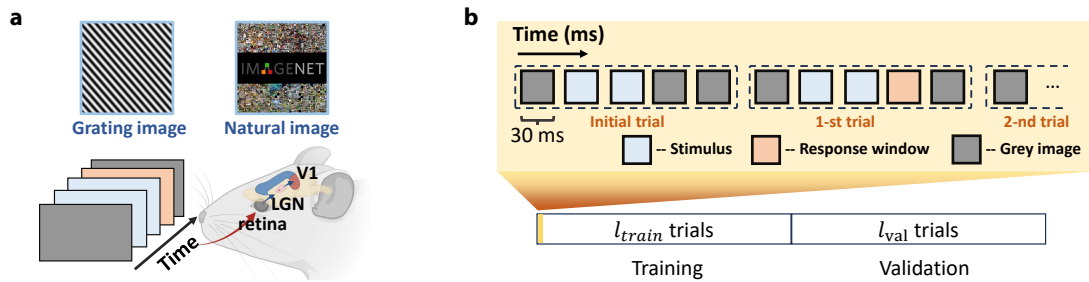 a
IMAGENET
Grating image
Natural image
V1
LGN
retina
Time
b
Time (ms)
30 ms
Initial trial
1-st trial
2-nd trial
...
-- Stimulus
-- Response window
-- Grey image
l_train trials
l_val trials
Training
Validation